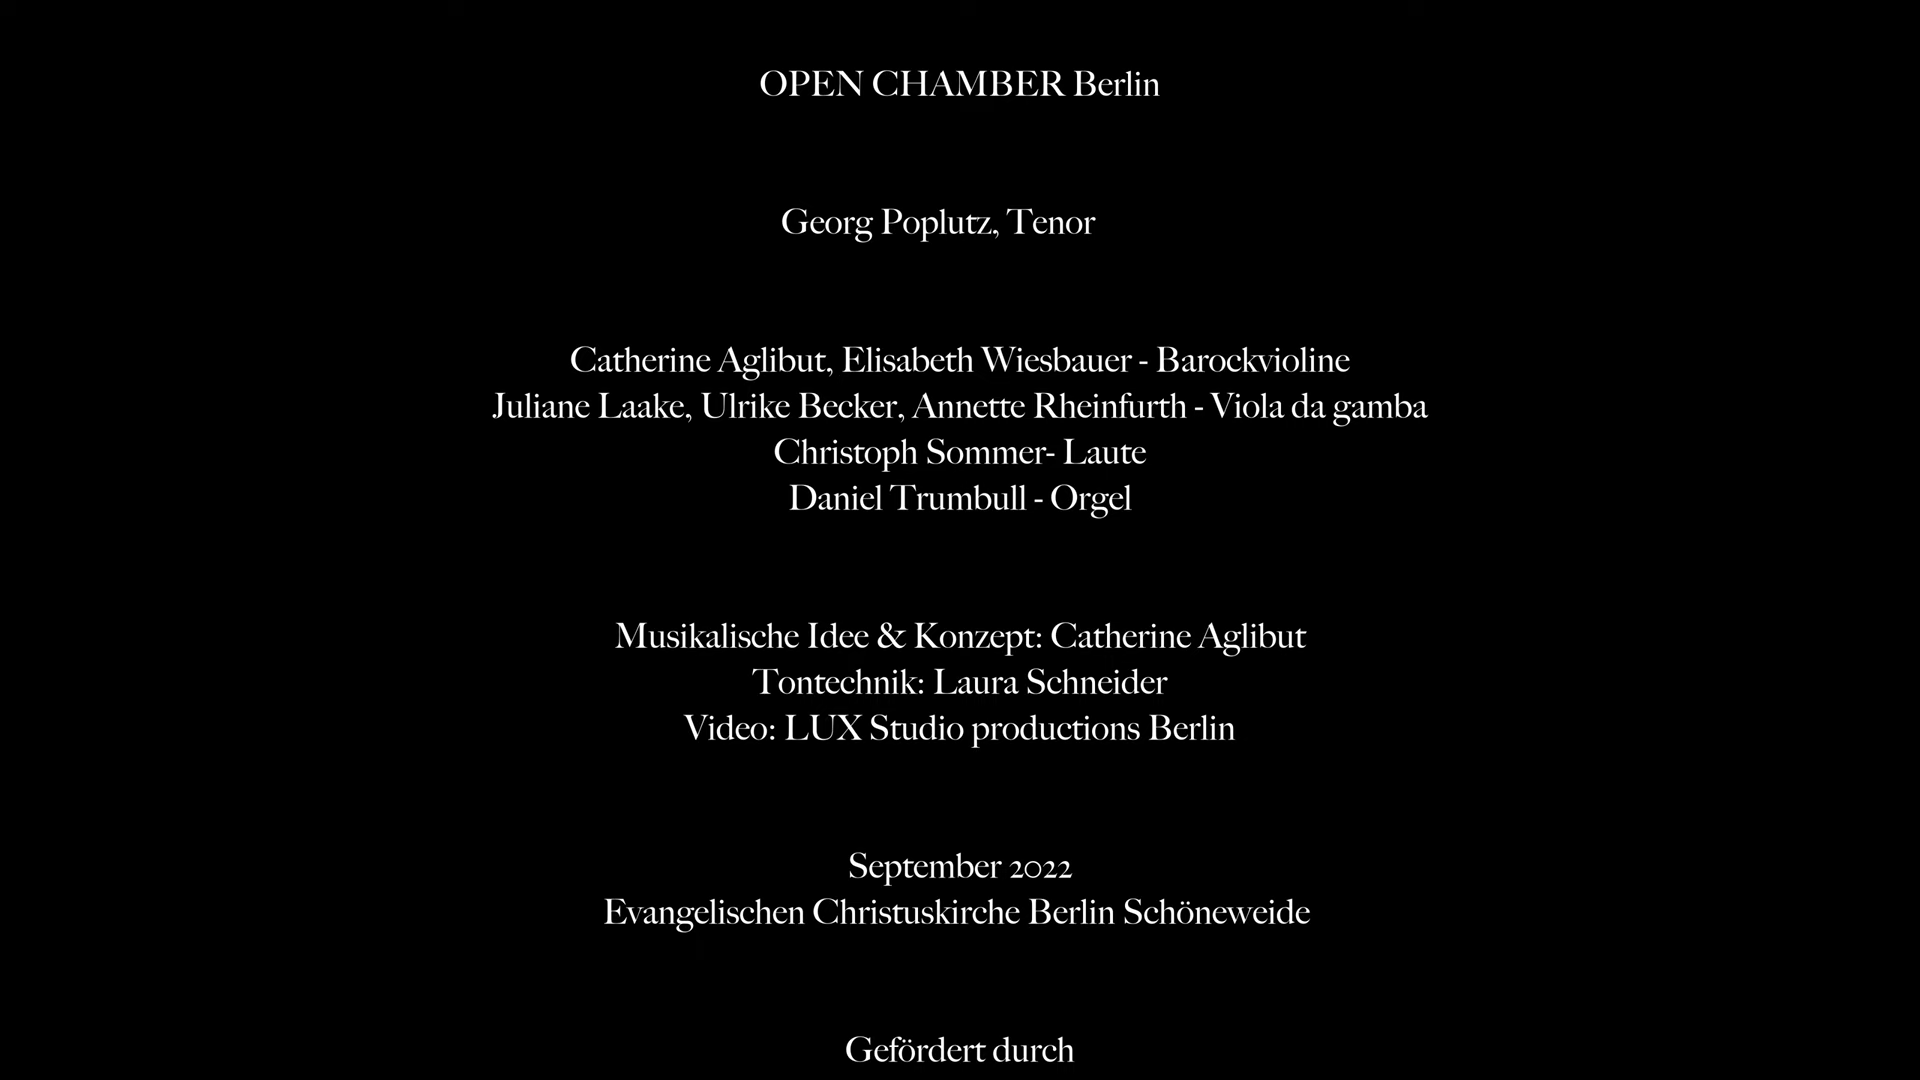 OPEN CHAMBER Berlin
Georg Poplutz, Tenor
Catherine Aglibut, Elisabeth Wiesbauer - Barockvioline
Juliane Laake, Ulrike Becker, Annette Rheinfurth - Viola da gamba
Christoph Sommer- Laute
Daniel Trumbull - Orgel
Musikalische Idee & Konzept: Catherine Aglibut
Tontechnik: Laura Schneider
Video: LUX Studio productions Berlin
September 2022
Evangelischen Christuskirche Berlin Schöneweide
Gefördert durch